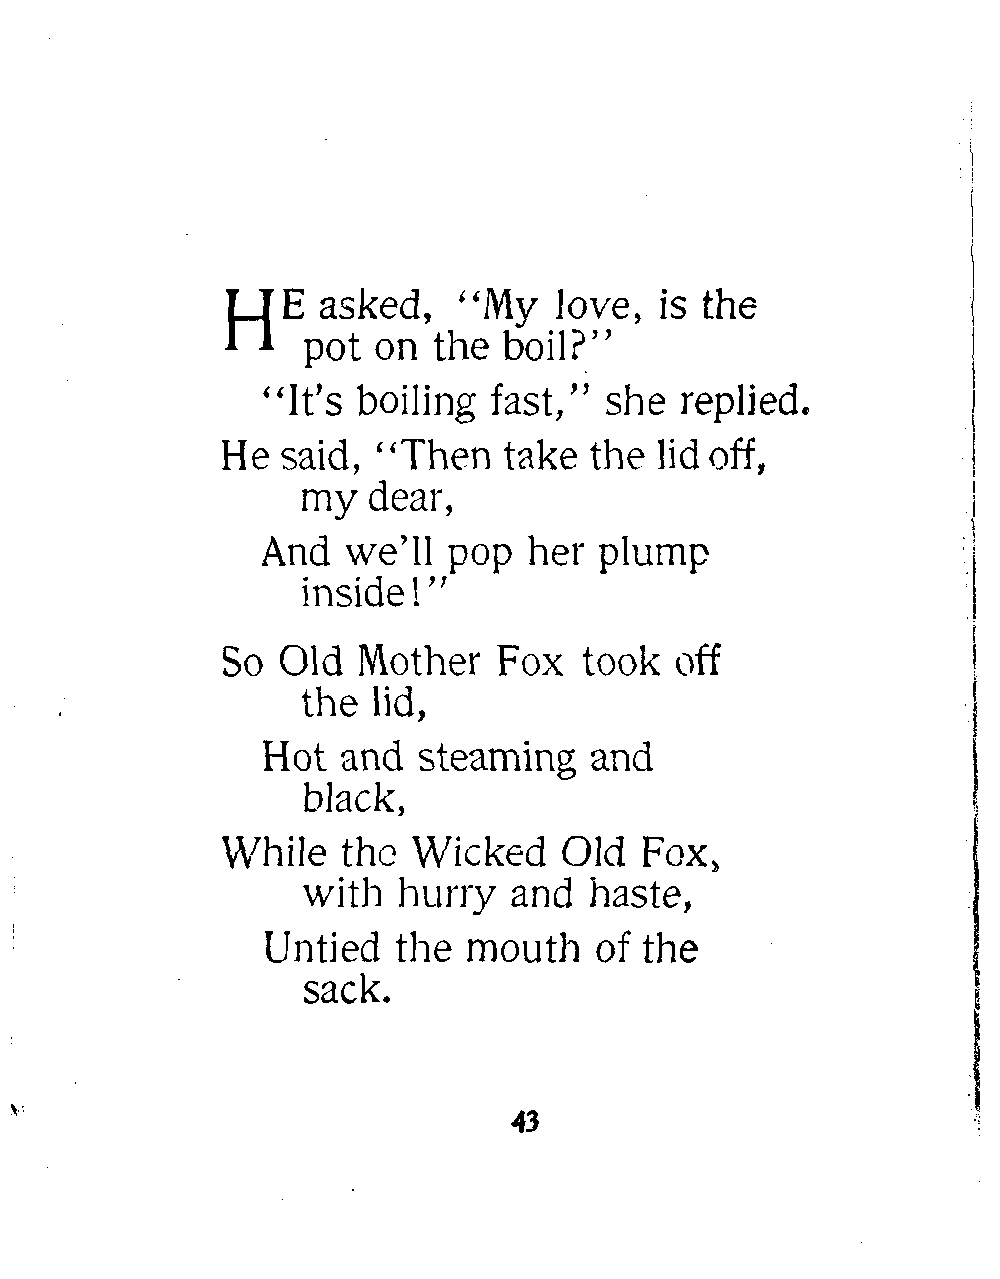 HE asked, "My love, is the
pot on the boil?"
"It's boiling fast," she replied.
He said, "Then take the lid off,
my dear,
And we'll pop her plump
inside!"
So Old Mother Fox took off
the lid,
Hot and steaming and
black,
While the Wicked Old Fox,
with hurry and haste,
Untied the mouth of the
sack.
43